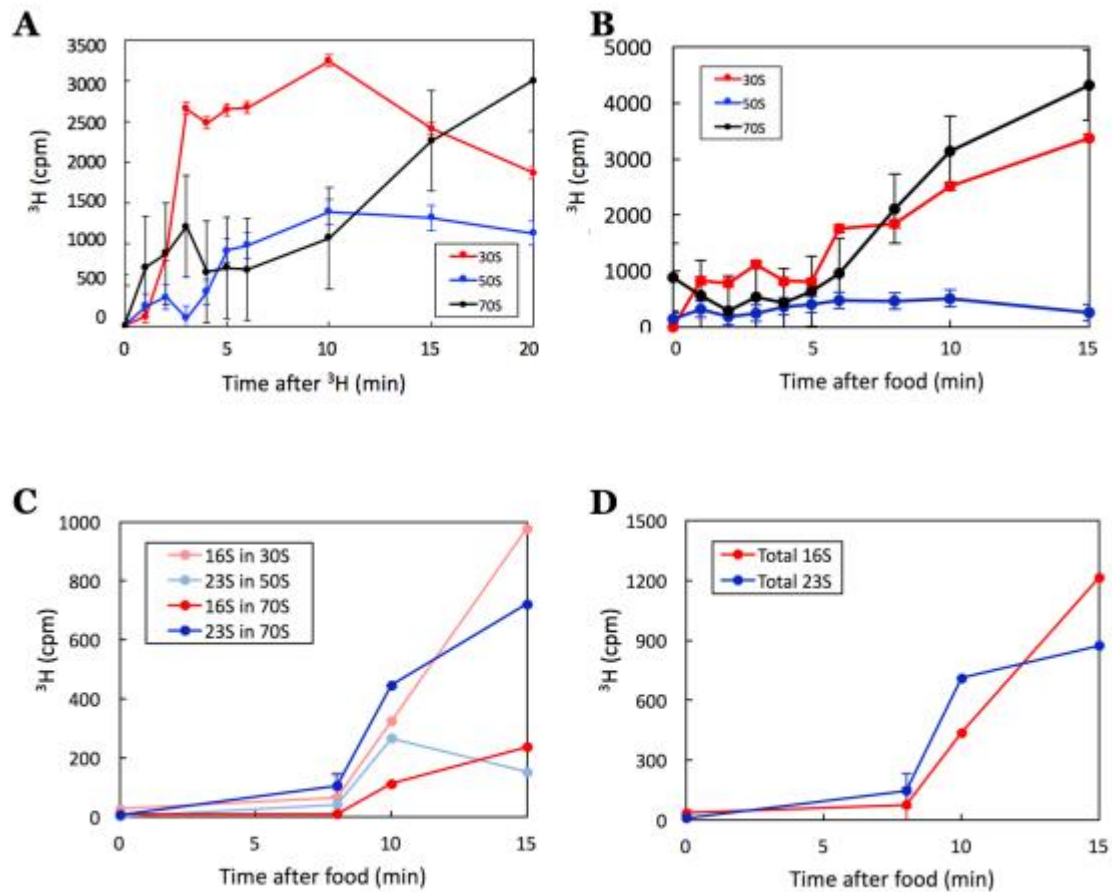 A
3500
3000
2500
2000
1500
1000
500
0
³H (cpm)
30S
50S
70S
0 5 10 15 20
Time after ³H (min)
B
5000
4000
3000
2000
1000
0
³H (cpm)
30S
50S
70S
0 5 10 15
Time after food (min)
C
1000
800
600
400
200
0
³H (cpm)
16S in 30S
23S in 50S
16S in 70S
23S in 70S
0 5 10 15
Time after food (min)
D
1500
1200
900
600
300
0
³H (cpm)
Total 16S
Total 23S
0 5 10 15
Time after food (min)